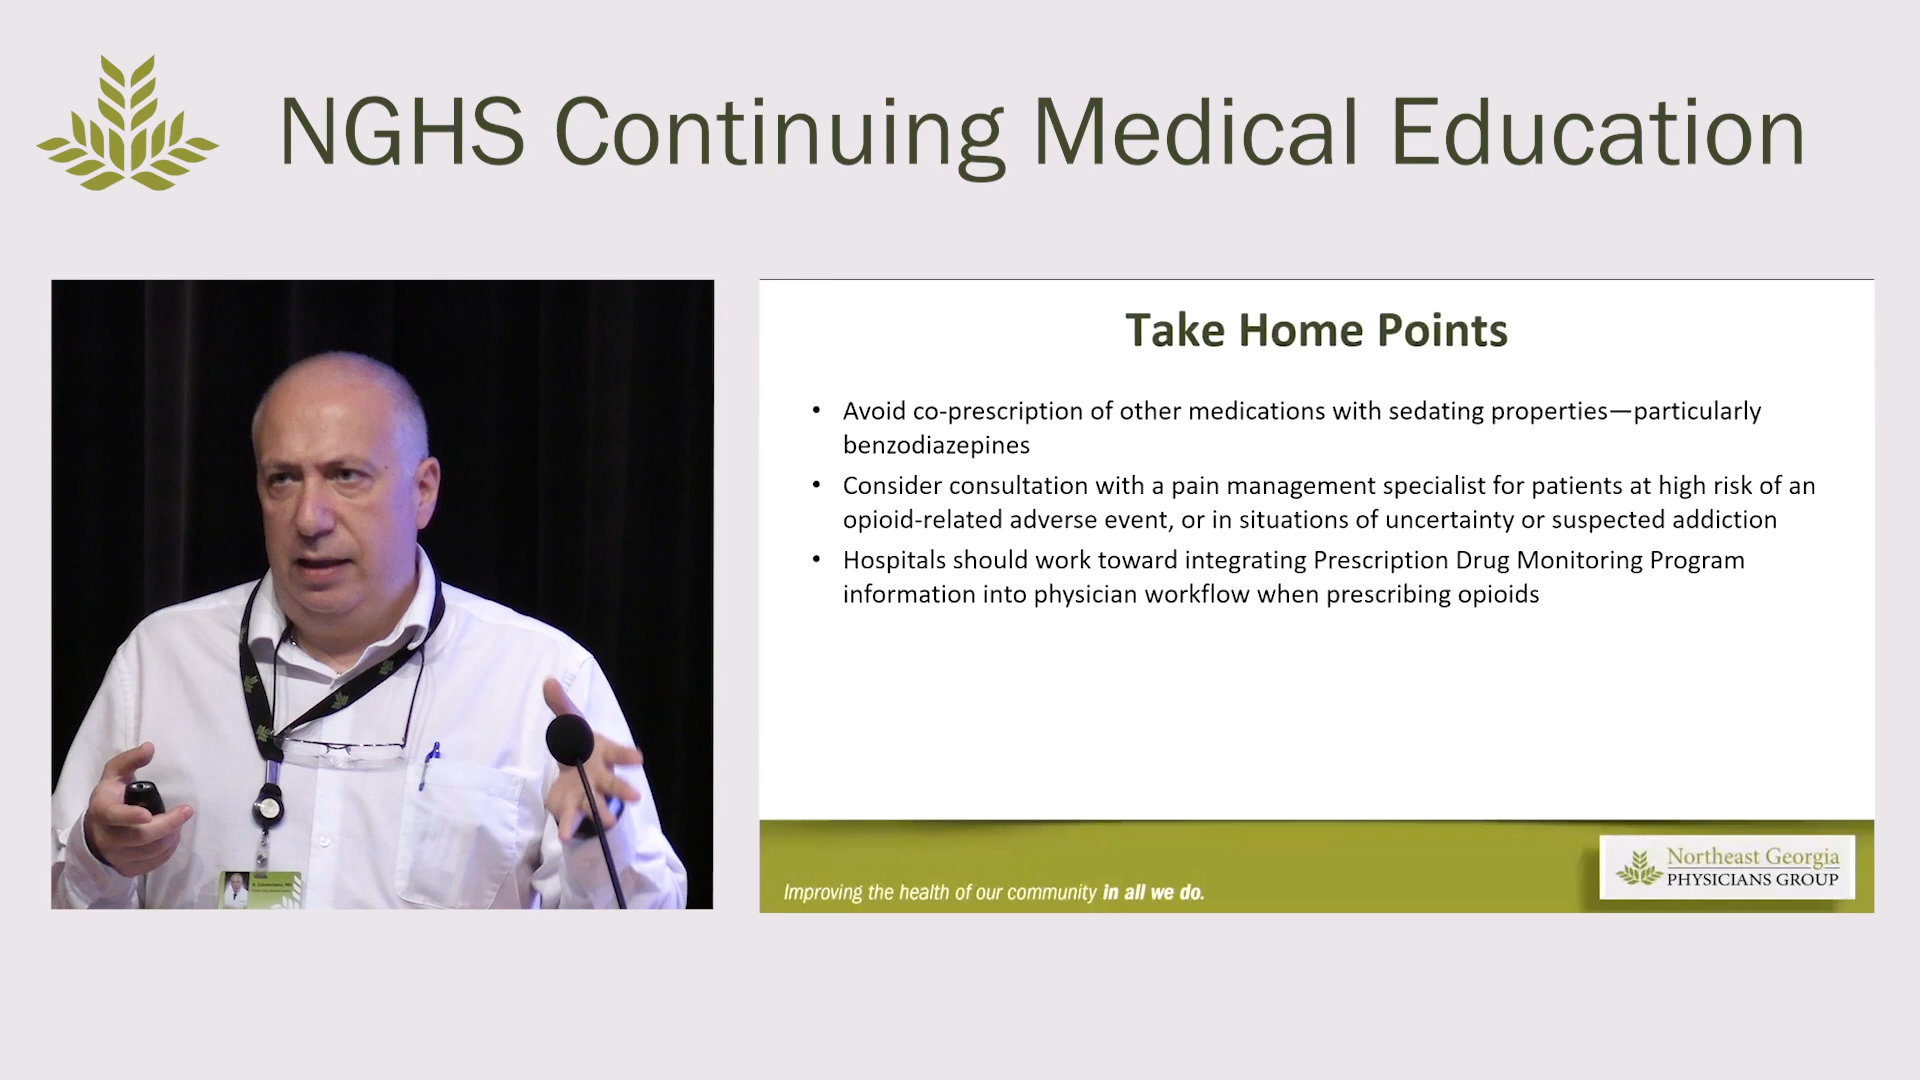 NGHS Continuing Medical Education
Take Home Points
• Avoid co-prescription of other medications with sedating properties—particularly
benzodiazepines
• Consider consultation with a pain management specialist for patients at high risk of an
opioid-related adverse event, or in situations of uncertainty or suspected addiction
• Hospitals should work toward integrating Prescription Drug Monitoring Program
information into physician workflow when prescribing opioids
Improving the health of our community in all we do.
Northeast Georgia
PHYSICIANS GROUP